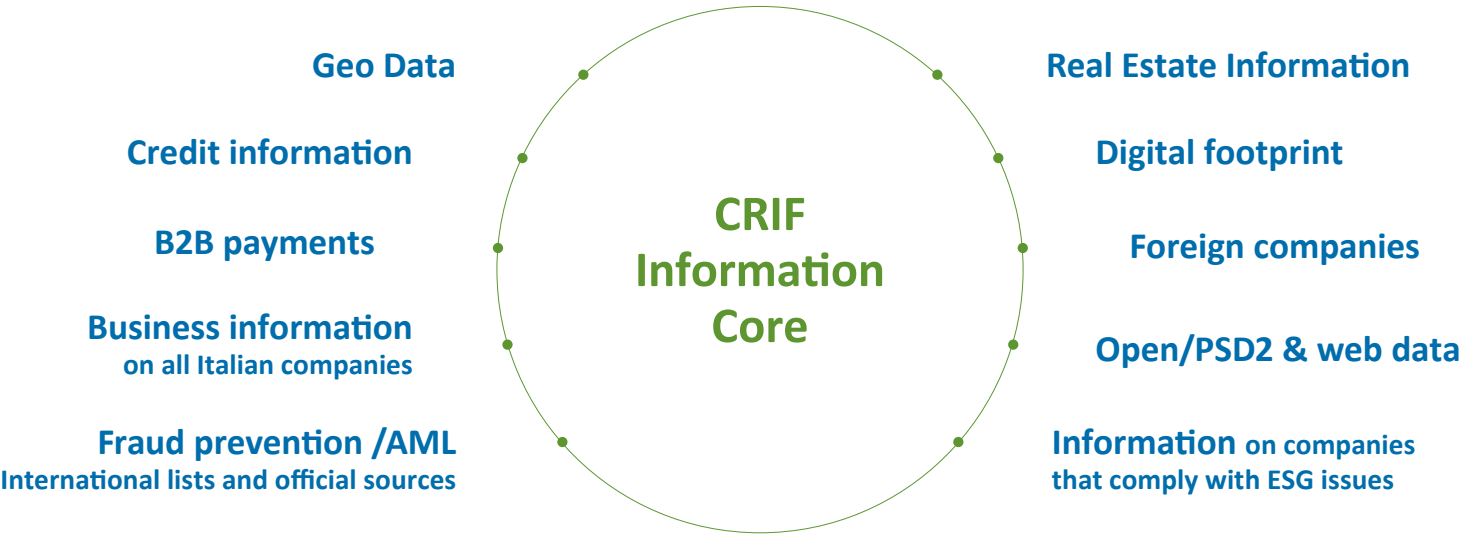 Geo Data
Credit information
B2B payments
Business information
on all Italian companies
Fraud prevention /AML
International lists and official sources
CRIF
Information
Core
Real Estate Information
Digital footprint
Foreign companies
Open/PSD2 & web data
Information on companies
that comply with ESG issues